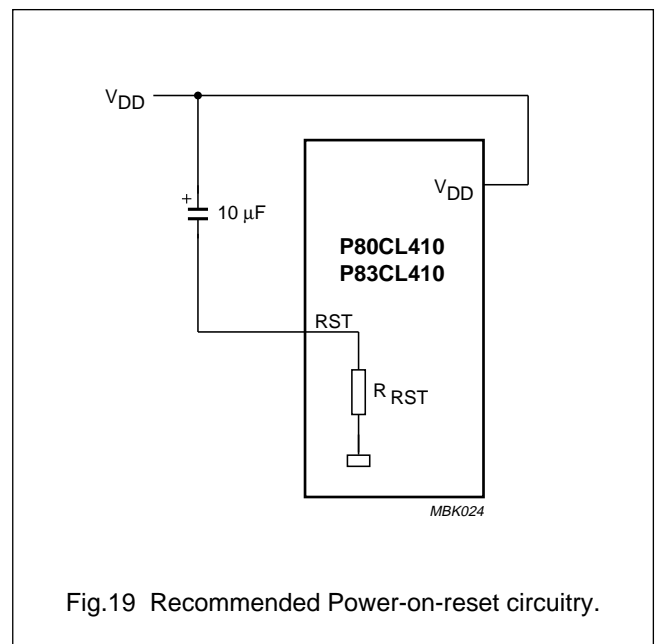 VDD
VDD
+
10 µF
P80CL410
P83CL410
RST
R RST
MBK024
Fig.19 Recommended Power-on-reset circuitry.